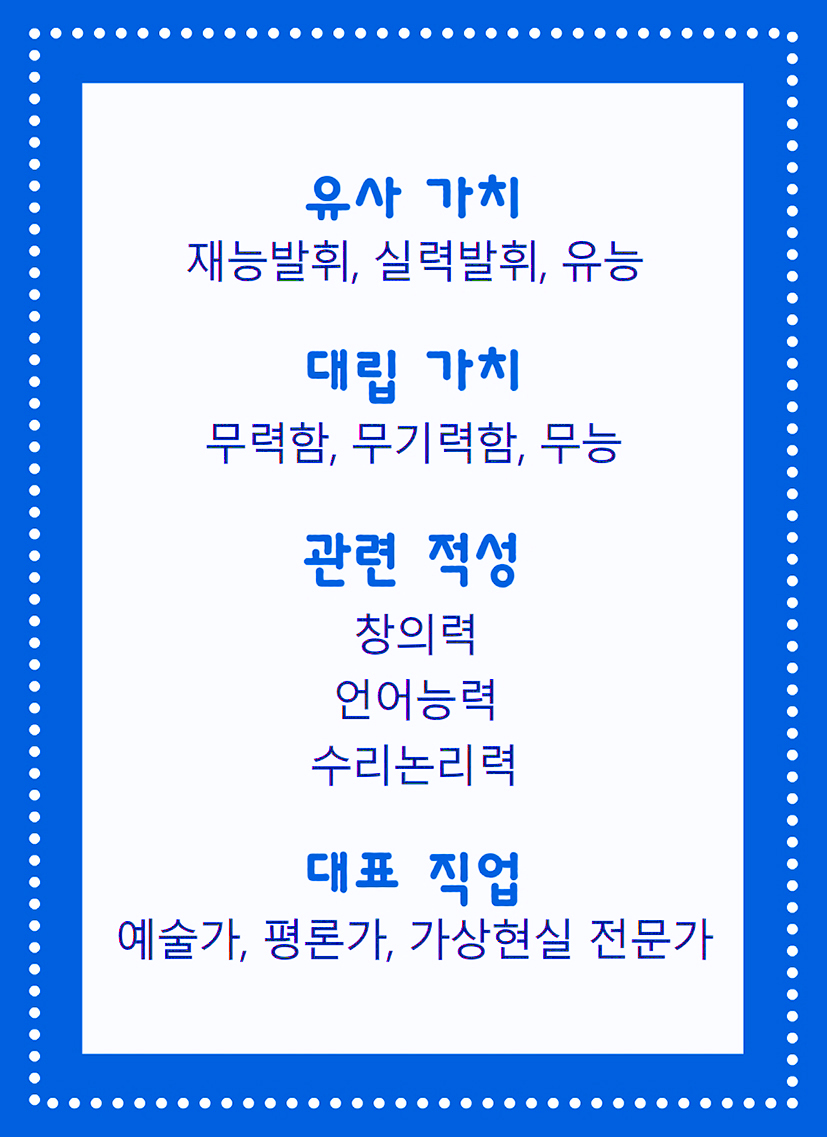 유사 가치
재능발휘, 실력발휘, 유능
대립 가치
무력함, 무기력함, 무능
관련 적성
창의력
언어능력
수리논리력
대표 직업
예술가, 평론가, 가상현실 전문가